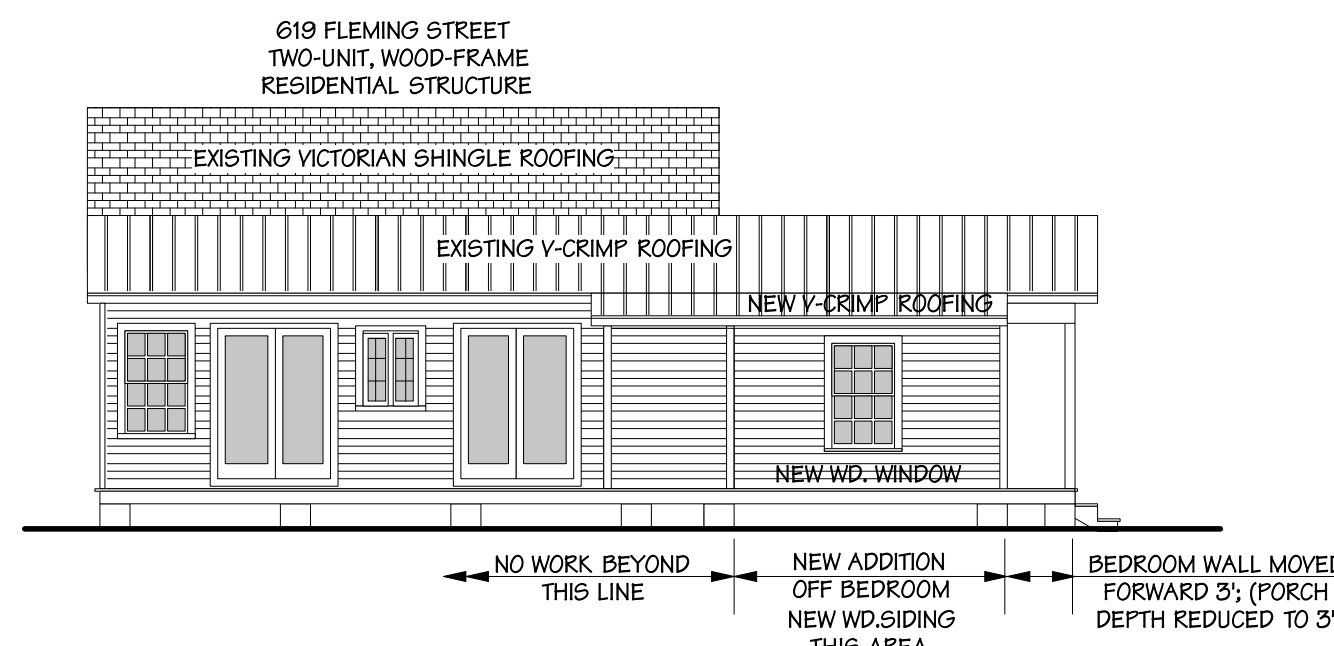 619 FLEMING STREET
TWO-UNIT, WOOD-FRAME
RESIDENTIAL STRUCTURE
EXISTING VICTORIAN SHINGLE ROOFING
EXISTING V-CRIMP ROOFING
NEW V-CRIMP ROOFING
NEW WD. WINDOW
NO WORK BEYOND
THIS LINE
NEW ADDITION
OFF BEDROOM
NEW WD.SIDING
THIS AREA
BEDROOM WALL MOVED
FORWARD 3'; (PORCH
DEPTH REDUCED TO 3'